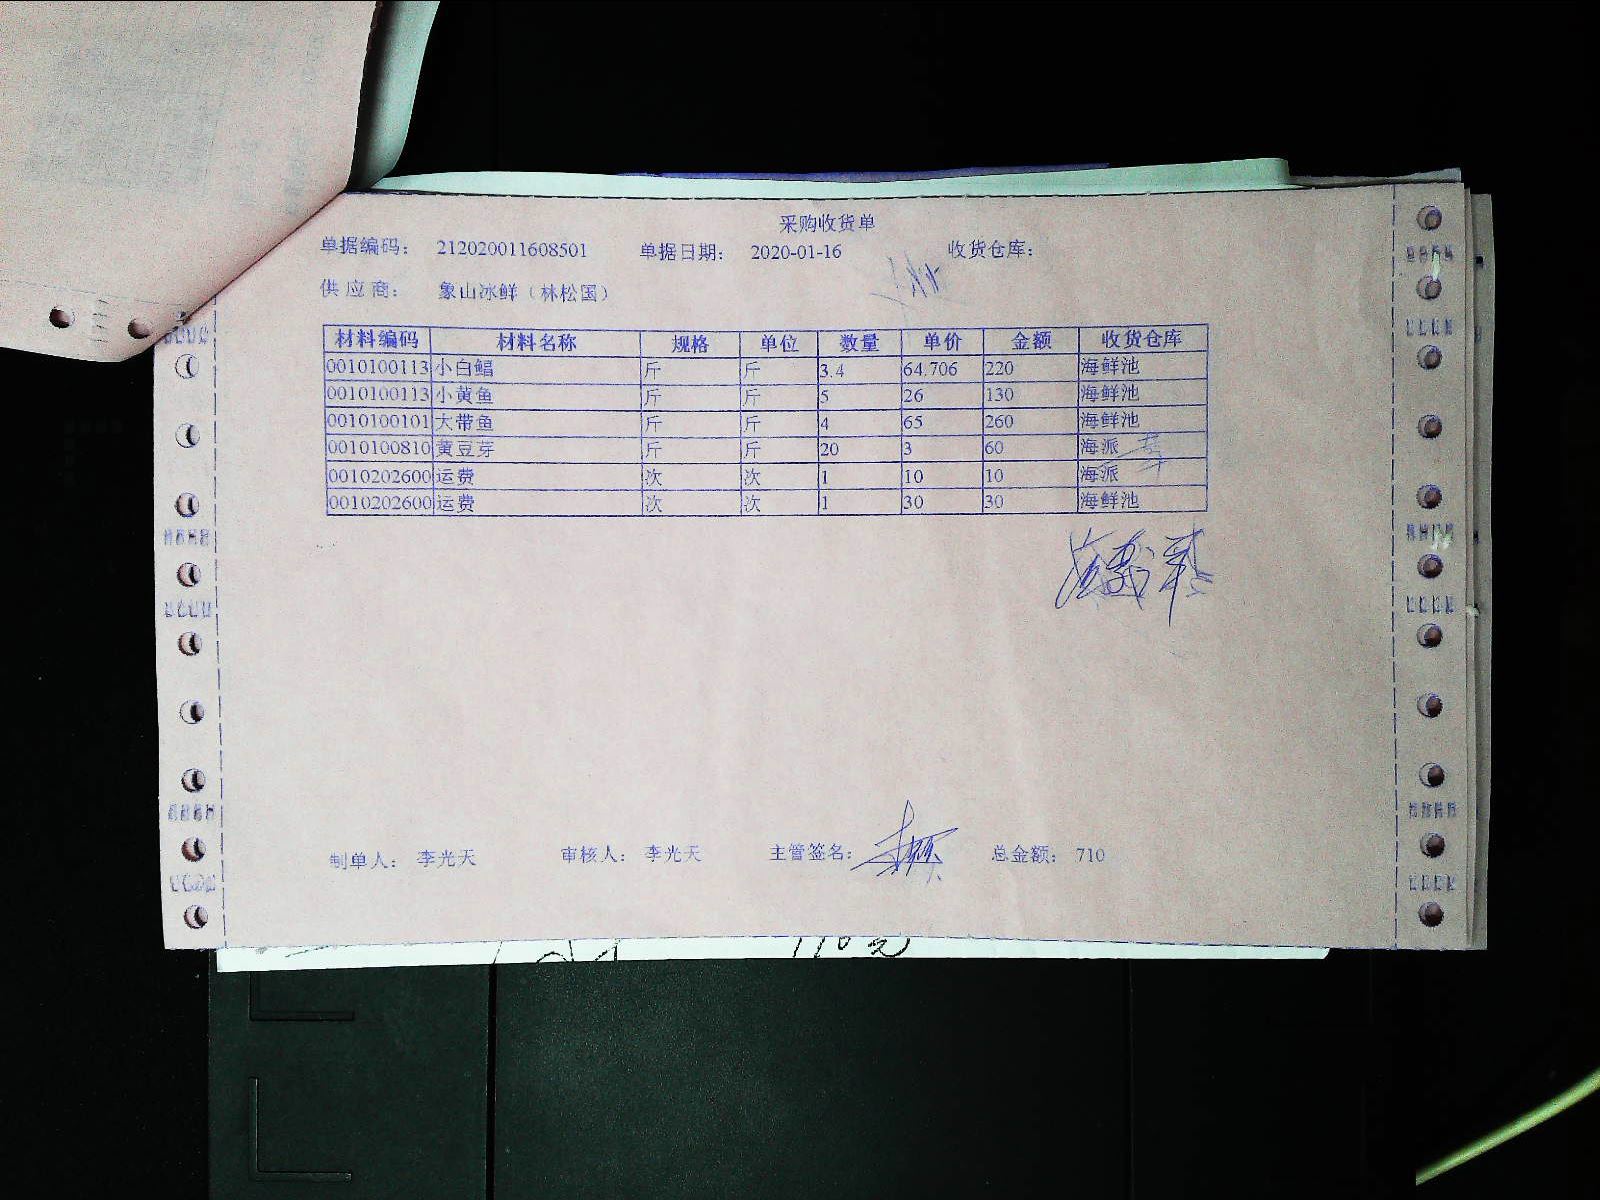 采购收货单
单据编码： 212020011608501 单据日期： 2020-01-16 收货仓库：
供应商： 象山冰鲜（林松国）
材料编码 材料名称 规格 单位 数量 单价 金额 收货仓库
0010100113 小白鲳 斤 斤 3.4 64.706 220 海鲜池
0010100113 小黄鱼 斤 斤 5 26 130 海鲜池
0010100101 大带鱼 斤 斤 4 65 260 海鲜池
0010100810 黄豆芽 斤 斤 20 3 60 海派
0010202600 运费 次 次 1 10 10 海派
0010202600 运费 次 次 1 30 30 海鲜池
制单人： 李光天 审核人： 李光天 主管签名： 总金额： 710